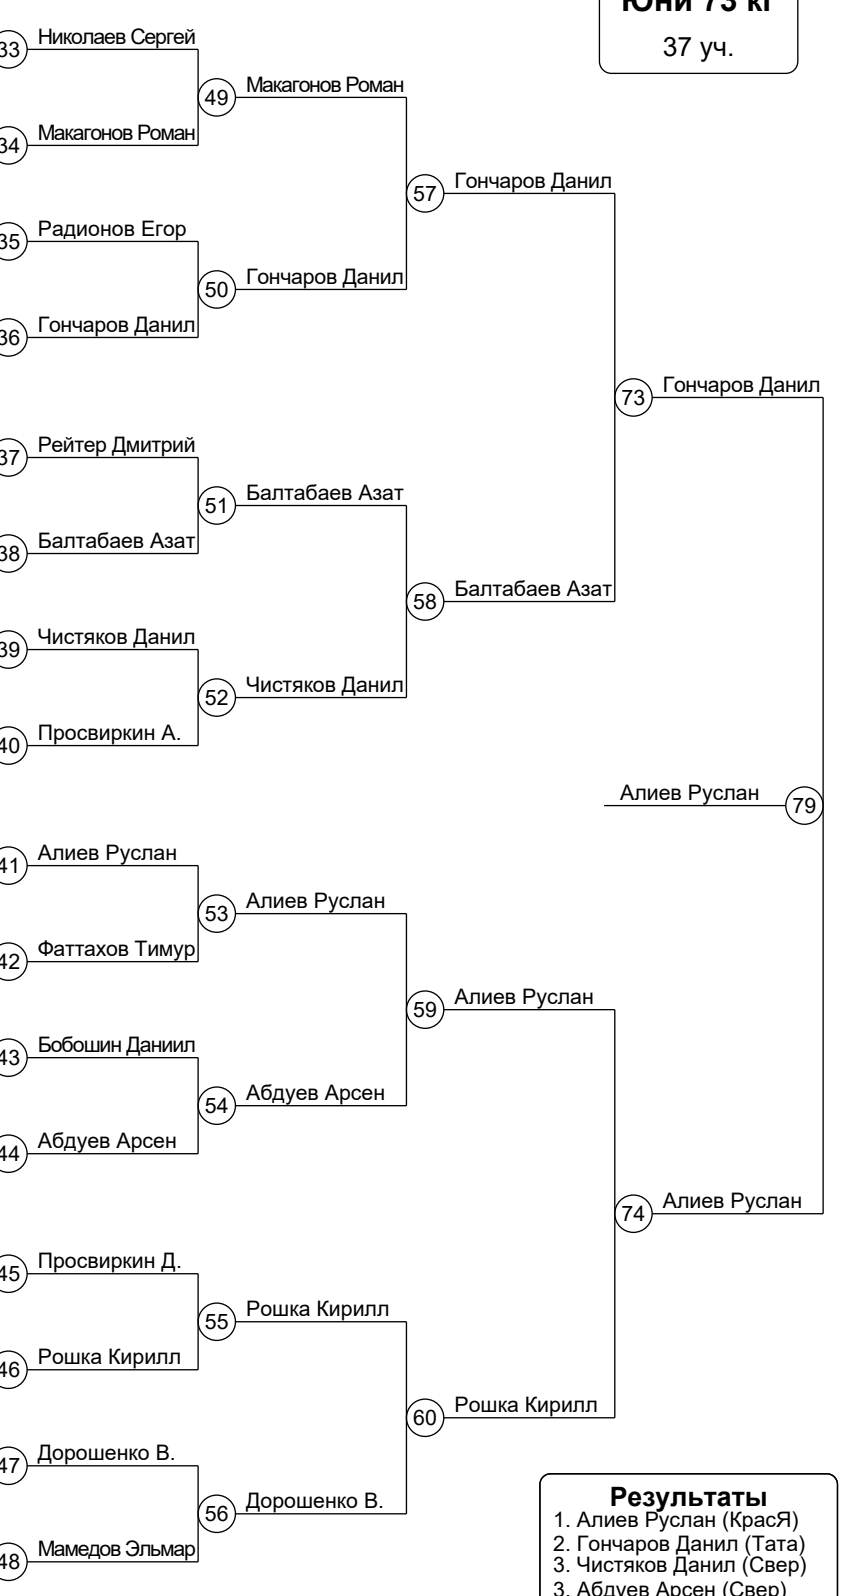 Юни 73 кг
37 уч.
33
Николаев Сергей
49
Макагонов Роман
34
Макагонов Роман
57
Гончаров Данил
35
Радионов Егор
50
Гончаров Данил
36
Гончаров Данил
73
Гончаров Данил
37
Рейтер Дмитрий
51
Балтабаев Азат
38
Балтабаев Азат
58
Балтабаев Азат
39
Чистяков Данил
52
Чистяков Данил
40
Просвиркин А.
Алиев Руслан
79
41
Алиев Руслан
53
Алиев Руслан
42
Фаттахов Тимур
59
Алиев Руслан
43
Бобошин Даниил
54
Абдуев Арсен
44
Абдуев Арсен
74
Алиев Руслан
45
Просвиркин Д.
55
Рошка Кирилл
46
Рошка Кирилл
60
Рошка Кирилл
47
Дорошенко В.
56
Дорошенко В.
48
Мамедов Эльмар
Результаты
1. Алиев Руслан (КрасЯ)
2. Гончаров Данил (Тата)
3. Чистяков Данил (Свер)
3. Абдуев Арсен (Свер)